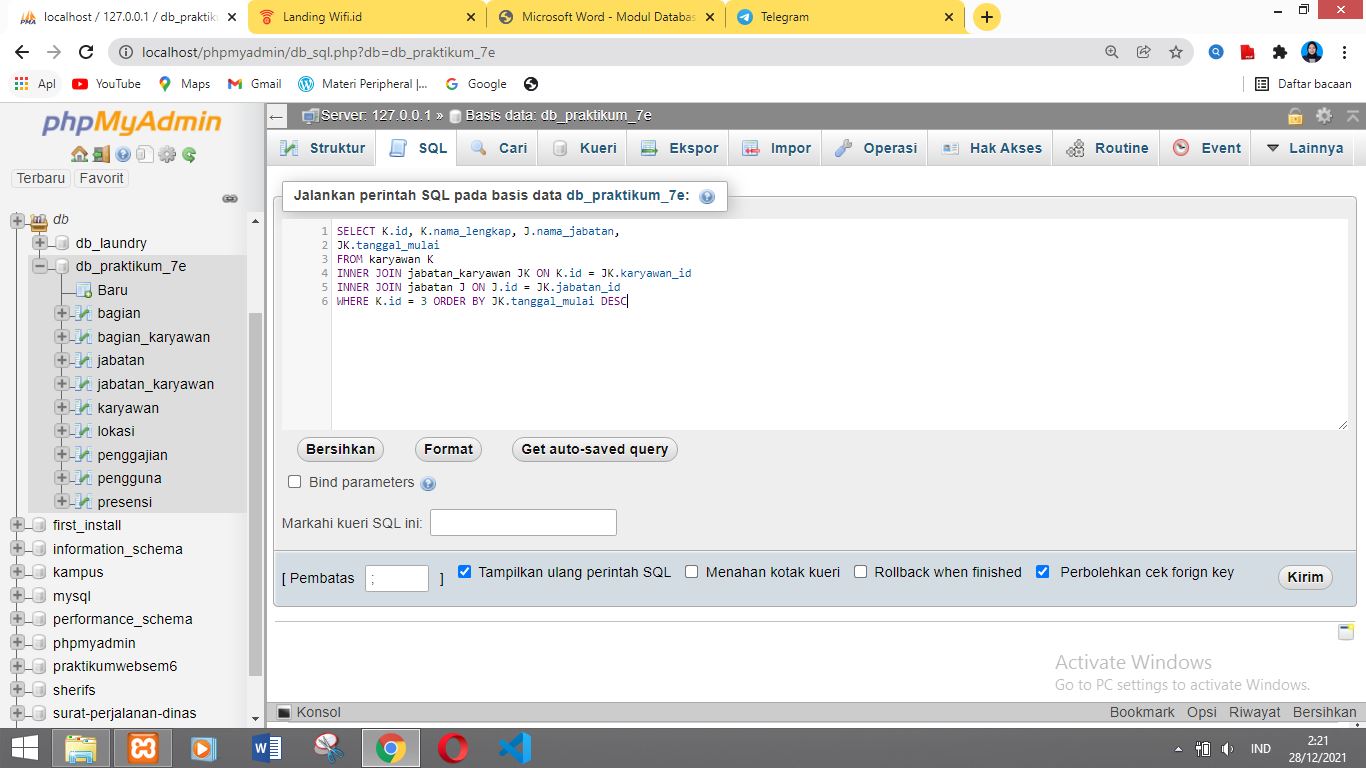 localhost / 127.0.0.1 / db_praktik
Landing Wifi.id
Microsoft Word - Modul Databas
Telegram
localhost/phpmyadmin/db_sql.php?db=db_praktikum_7e
Apl
YouTube
Maps
Gmail
Materi Peripheral |...
Google
Daftar bacaan
phpMyAdmin
Terbaru
Favorit
db
db_laundry
db_praktikum_7e
Baru
bagian
bagian_karyawan
jabatan
jabatan_karyawan
karyawan
lokasi
penggajian
pengguna
presensi
first_install
information_schema
kampus
mysql
performance_schema
phpmyadmin
praktikumwebsem6
sherifs
surat-perjalanan-dinas
Server: 127.0.0.1 » Basis data: db_praktikum_7e
Struktur
SQL
Cari
Kueri
Ekspor
Impor
Operasi
Hak Akses
Routine
Event
Lainnya
Jalankan perintah SQL pada basis data db_praktikum_7e:
1 SELECT K.id, K.nama_lengkap, J.nama_jabatan,
2 JK.tanggal_mulai
3 FROM karyawan K
4 INNER JOIN jabatan_karyawan JK ON K.id = JK.karyawan_id
5 INNER JOIN jabatan J ON J.id = JK.jabatan_id
6 WHERE K.id = 3 ORDER BY JK.tanggal_mulai DESC
Bersihkan
Format
Get auto-saved query
Bind parameters
Markahi kueri SQL ini:
[ Pembatas ; ]
Tampilkan ulang perintah SQL
Menahan kotak kueri
Rollback when finished
Perbolehkan cek forign key
Kirim
Activate Windows
Go to PC settings to activate Windows.
Konsol
Bookmark
Opsi
Riwayat
Bersihkan
IND
2:21
28/12/2021